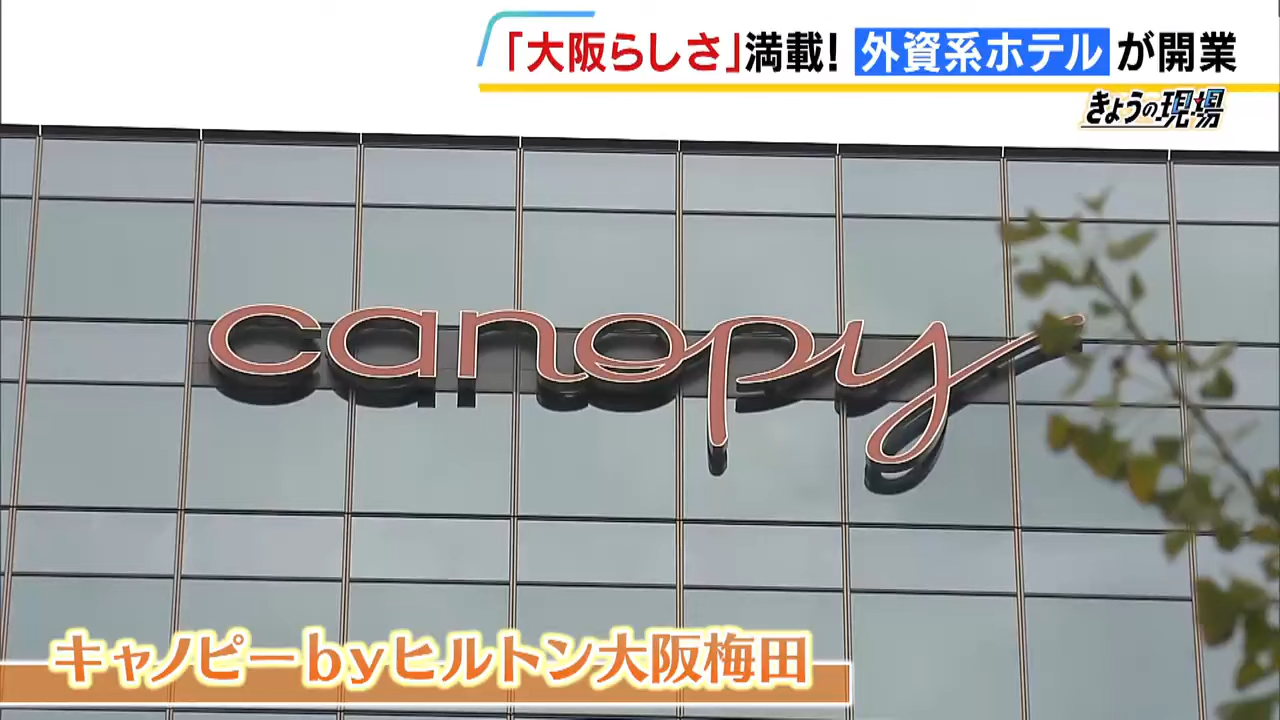 「大阪らしさ」満載！外資系ホテルが開業
きょうの現場
canopy
キャノピーbyヒルトン大阪梅田